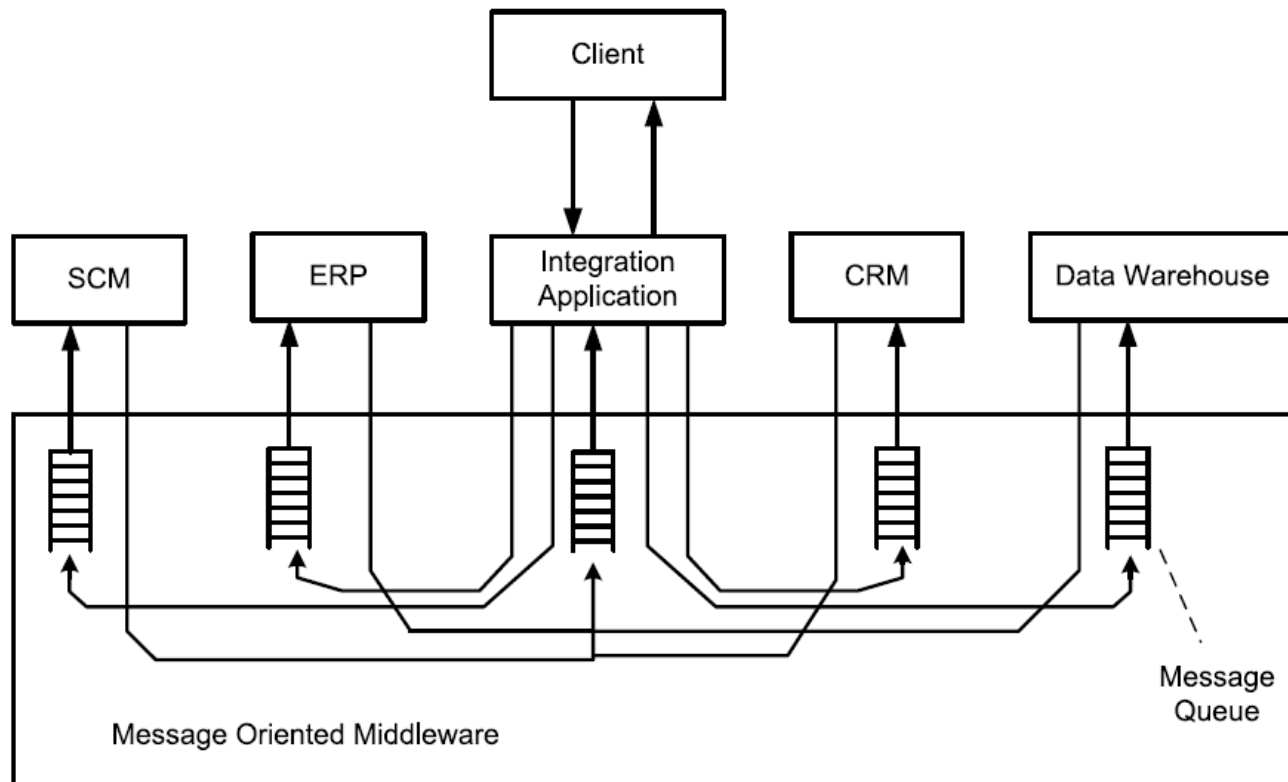 Client
SCM
ERP
Integration
Application
CRM
Data Warehouse
Message
Queue
Message Oriented Middleware